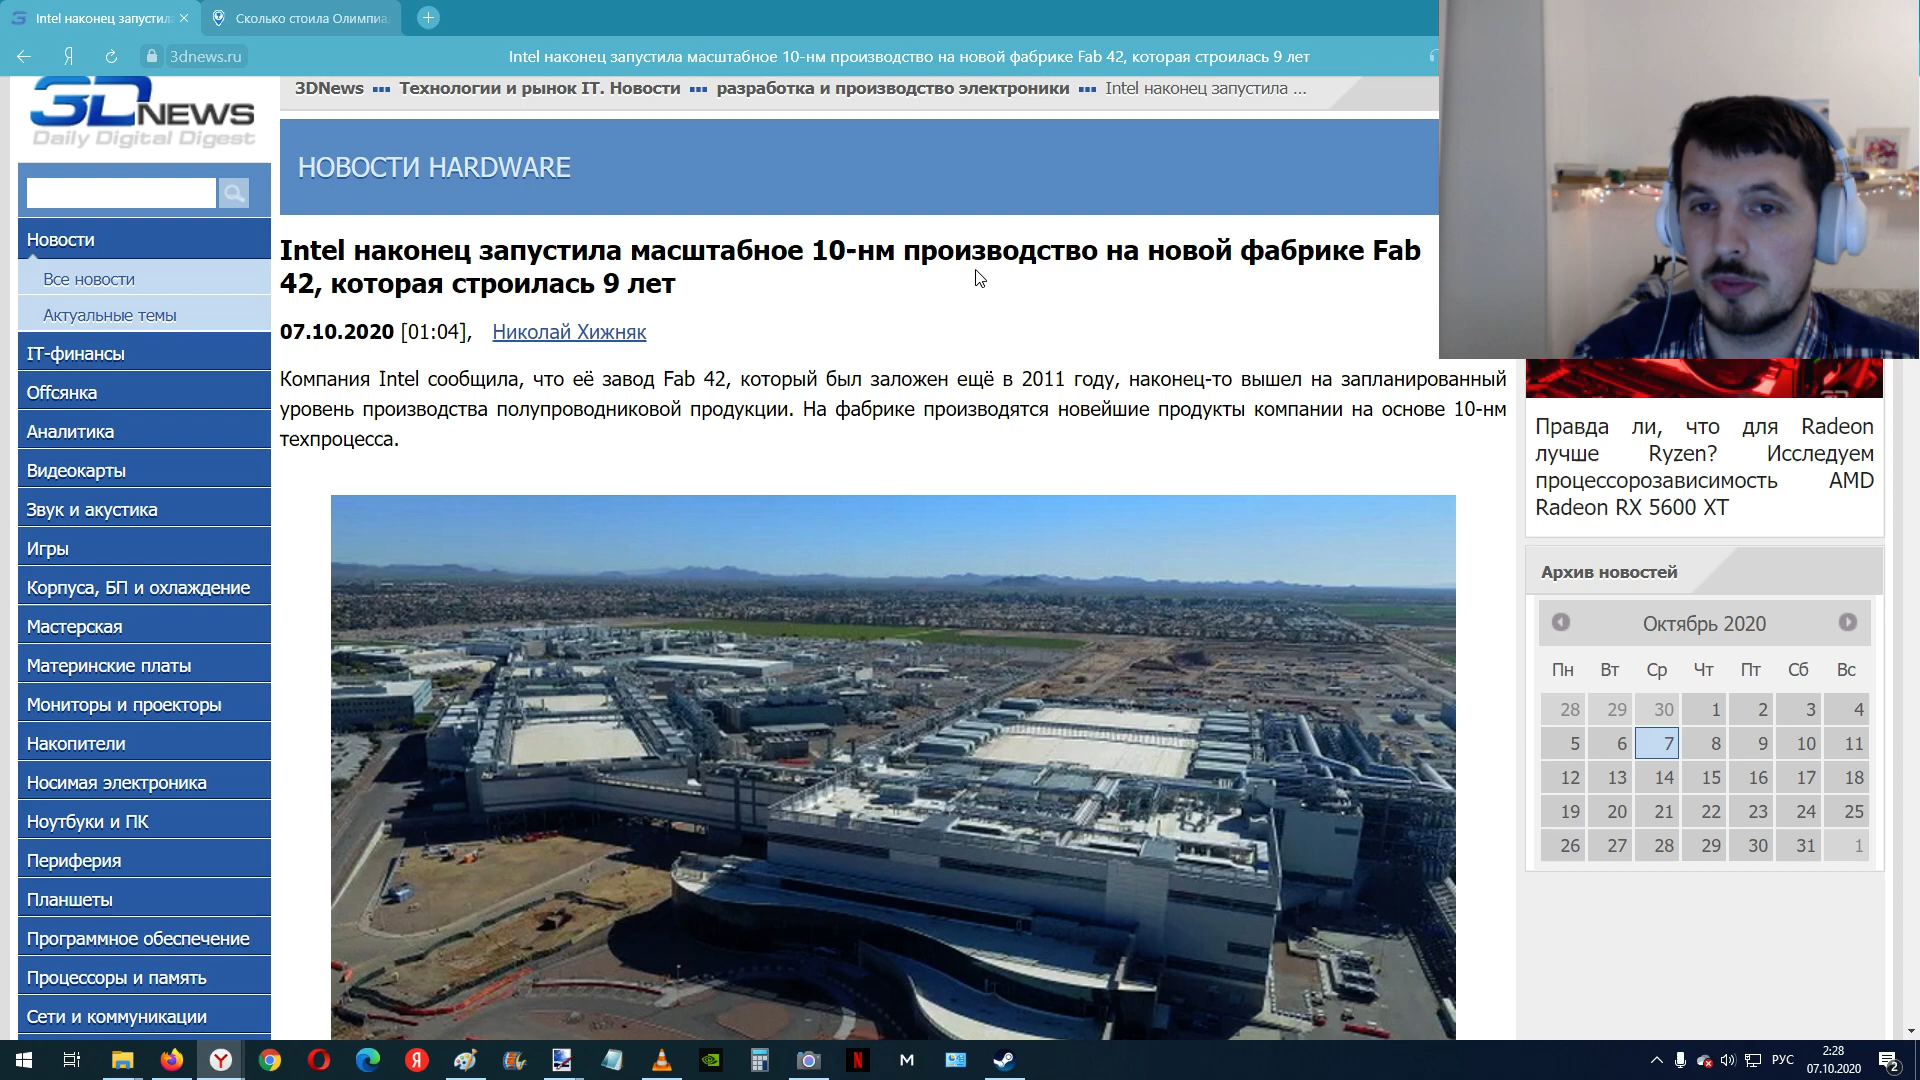 Intel наконец запустила
Сколько стоила Олимпиа
Я
3dnews.ru
Intel наконец запустила масштабное 10-нм производство на новой фабрике Fab 42, которая строилась 9 лет
3DNEWS
Daily Digital Digest
3DNews Технологии и рынок IT. Новости разработка и производство электроники Intel наконец запустила ...
НОВОСТИ HARDWARE
Новости
Все новости
Актуальные темы
IT-финансы
Оffсянка
Аналитика
Видеокарты
Звук и акустика
Игры
Корпуса, БП и охлаждение
Мастерская
Материнские платы
Мониторы и проекторы
Накопители
Носимая электроника
Ноутбуки и ПК
Периферия
Планшеты
Программное обеспечение
Процессоры и память
Сети и коммуникации
Intel наконец запустила масштабное 10-нм производство на новой фабрике Fab
42, которая строилась 9 лет
07.10.2020 [01:04], Николай Хижняк
Компания Intel сообщила, что её завод Fab 42, который был заложен ещё в 2011 году, наконец-то вышел на запланированный
уровень производства полупроводниковой продукции. На фабрике производятся новейшие продукты компании на основе 10-нм
техпроцесса.
Правда ли, что для Radeon
лучше Ryzen? Исследуем
процессорозависимость AMD
Radeon RX 5600 XT
Архив новостей
Октябрь 2020
Пн Вт Ср Чт Пт Сб Вс
28 29 30 1 2 3 4
5 6 7 8 9 10 11
12 13 14 15 16 17 18
19 20 21 22 23 24 25
26 27 28 29 30 31 1
Y Я N M
РУС
2:28
07.10.2020
2